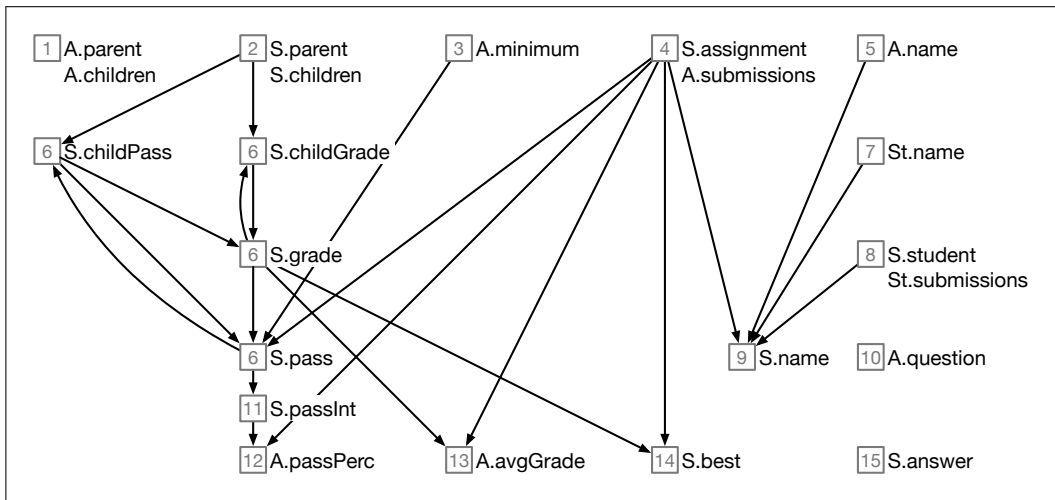 1 A.parent
A.children
2 S.parent
S.children
3 A.minimum
4 S.assignment
A.submissions
5 A.name
6 S.childPass
6 S.childGrade
7 St.name
6 S.grade
8 S.student
St.submissions
6 S.pass
9 S.name
10 A.question
11 S.passInt
12 A.passPerc
13 A.avgGrade
14 S.best
15 S.answer